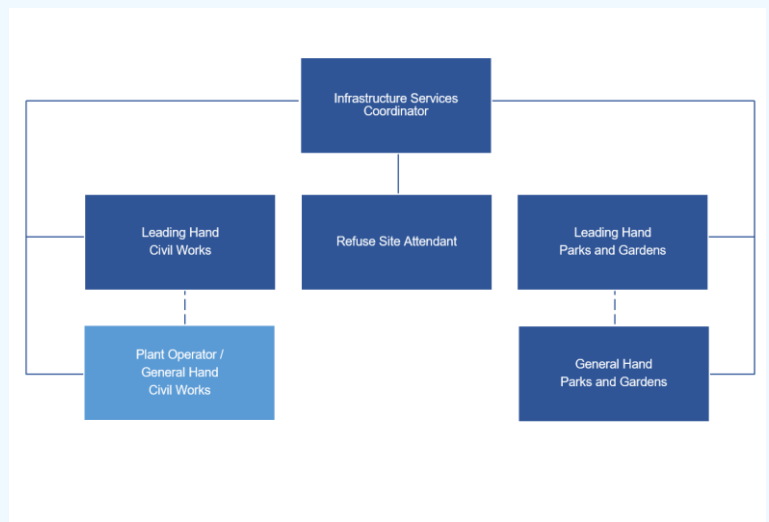 Infrastructure Services
Coordinator
Leading Hand
Civil Works
Refuse Site Attendant
Leading Hand
Parks and Gardens
Plant Operator /
General Hand
Civil Works
General Hand
Parks and Gardens